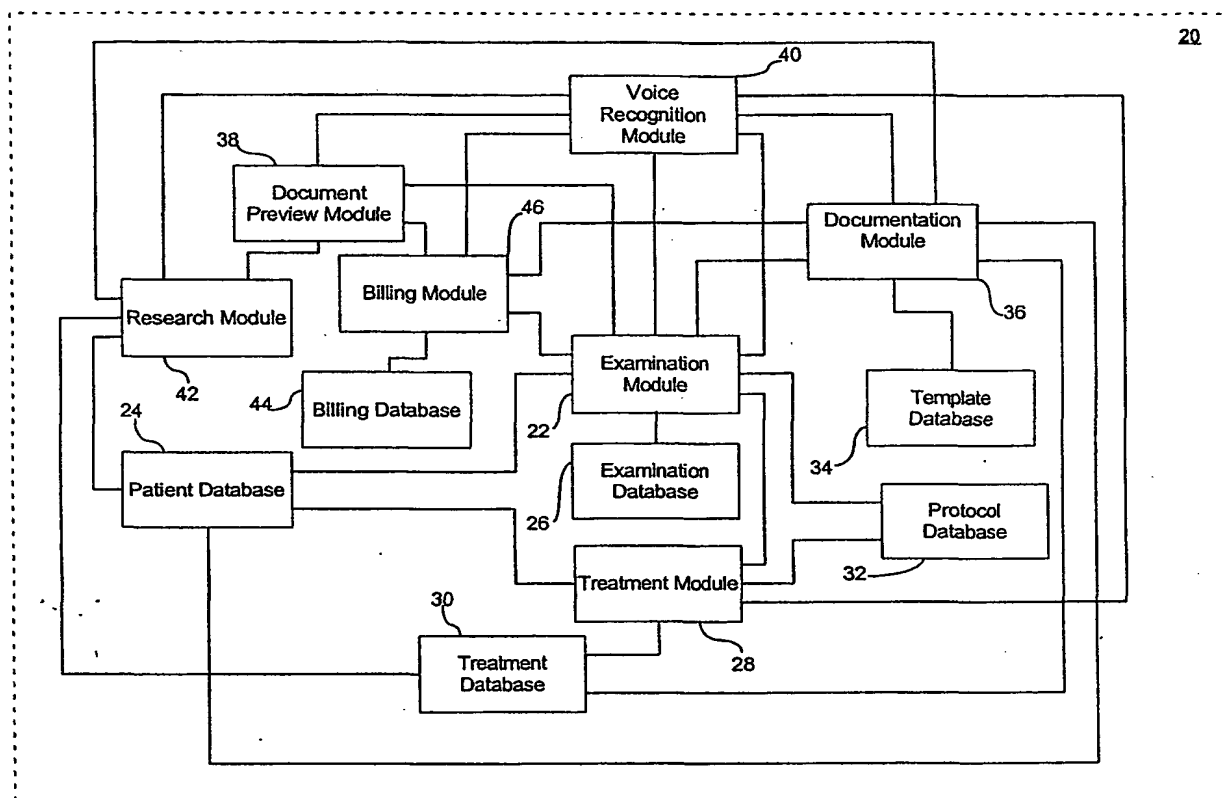 20
40
Voice
Recognition
Module
38
Document
Preview Module
46
Documentation
Module
Billing Module
36
Research Module
42
Examination
Module
22
44
Billing Database
Template
Database
34
24
Patient Database
26
Examination
Database
Protocol
Database
32
Treatment Module
28
30
Treatment
Database